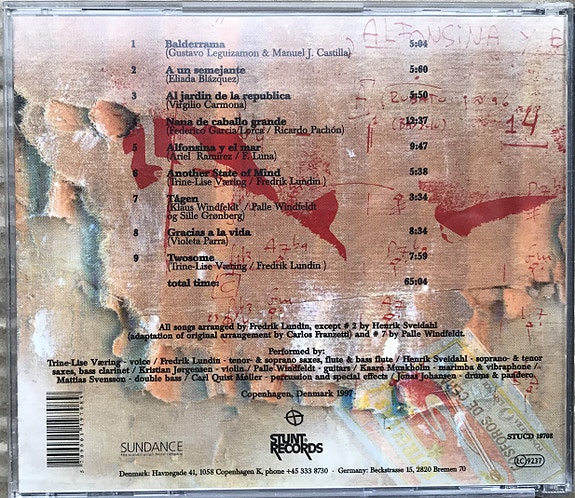 ALFONSINA Y E
1 Balderrama 5:04
(Gustavo Leguizamon & Manuel J. Castilla)
2 A un semejante 5:60
(Eliada Blázquez)
3 Al jardin de la republica 5:50
(Virgilio Carmona)
RUBATO
14
Nana de caballo grande 12:37
(Federico Garcia Lorca / Ricardo Pachón)
5 Alfonsina y el mar 9:47
(Ariel Ramírez / F. Luna)
6 Another State of Mind 5:38
(Trine-Lise Væring / Fredrik Lundin )
7 Tågen 3:34
(Klaus Windfeldt / Palle Windfeldt
og Sille Grønberg)
8 Gracias a la vida 8:34
(Violeta Parra)
9 Twosome 7:59
(Trine-Lise Væring / Fredrik Lundin )
total time: 65:04
All songs arranged by Fredrik Lundin, except # 2 by Henrik Sveidahl
(adaptation of original arrangement by Carlos Franzetti) and # 7 by Palle Windfeldt.
Performed by:
Trine-Lise Væring - voice / Fredrik Lundin - tenor- & soprano saxes, flute & bass flute / Henrik Sveidahl - soprano- & tenor
saxes, bass clarinet / Kristian Jørgensen - violin / Palle Windfeldt - guitars / Kaare Munkholm - marimba & vibraphone /
Mattias Svensson - double bass / Carl Quist Møller - percussion and special effects / Jonas Johansen - drums & pandero.
Copenhagen, Denmark 1997
SUNDANCE
STUNT
RECORDS
STUCD 19708
LC 9237
Denmark: Havnegade 41, 1058 Copenhagen K, phone +45 333 8730 · Germany: Beckstrasse 15, 2820 Bremen 70